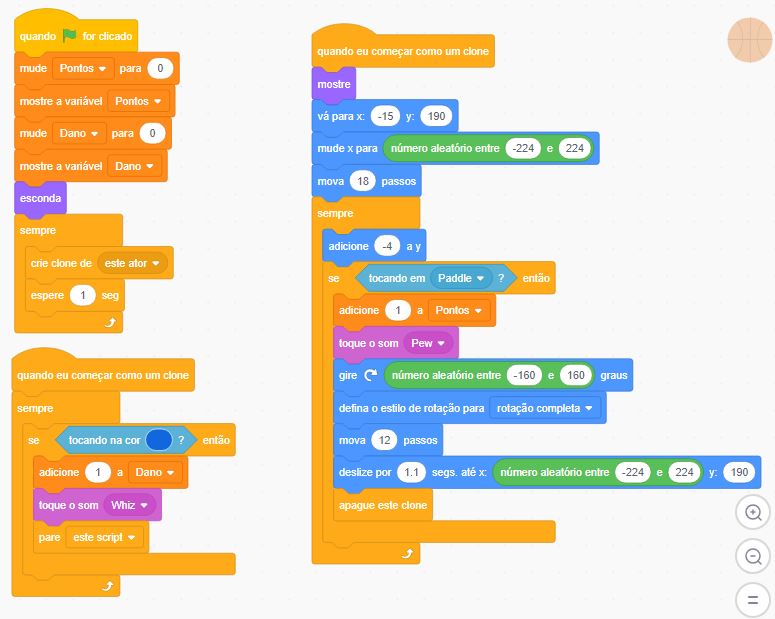 quando for clicado
mude Pontos para 0
mostre a variável Pontos
mude Dano para 0
mostre a variável Dano
esconda
sempre
crie clone de este ator
espere 1 seg
quando eu começar como um clone
sempre
se tocando na cor ? então
adicione 1 a Dano
toque o som Whiz
pare este script
quando eu começar como um clone
mostre
vá para x: -15 y: 190
mude x para número aleatório entre -224 e 224
mova 18 passos
sempre
adicione -4 a y
se tocando em Paddle ? então
adicione 1 a Pontos
toque o som Pew
gire número aleatório entre -160 e 160 graus
defina o estilo de rotação para rotação completa
mova 12 passos
deslize por 1.1 segs. até x: número aleatório entre -224 e 224 y: 190
apague este clone